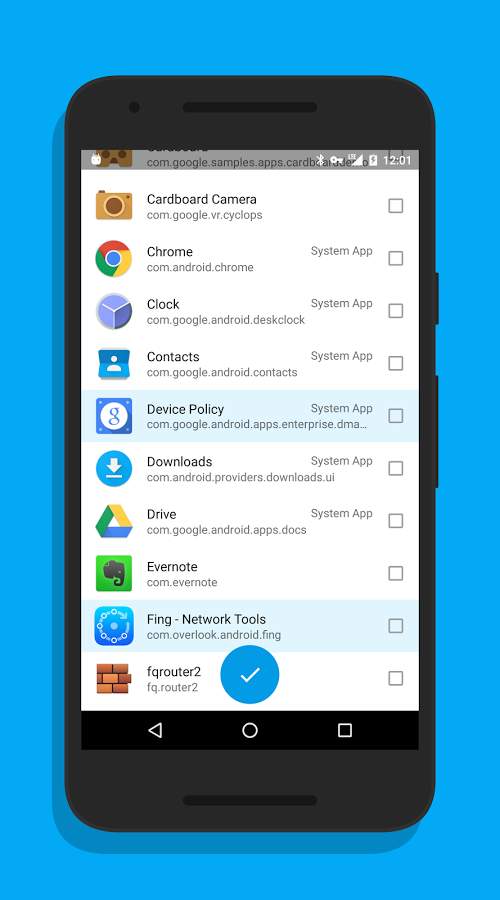 Cardboard
com.google.samples.apps.cardboarddemo
LTE
12:01
Cardboard Camera
com.google.vr.cyclops
Chrome
System App
com.android.chrome
Clock
System App
com.google.android.deskclock
Contacts
System App
com.google.android.contacts
Device Policy
System App
com.google.android.apps.enterprise.dma...
Downloads
System App
com.android.providers.downloads.ui
Drive
System App
com.google.android.apps.docs
Evernote
com.evernote
Fing - Network Tools
com.overlook.android.fing
fqrouter2
fq.router2